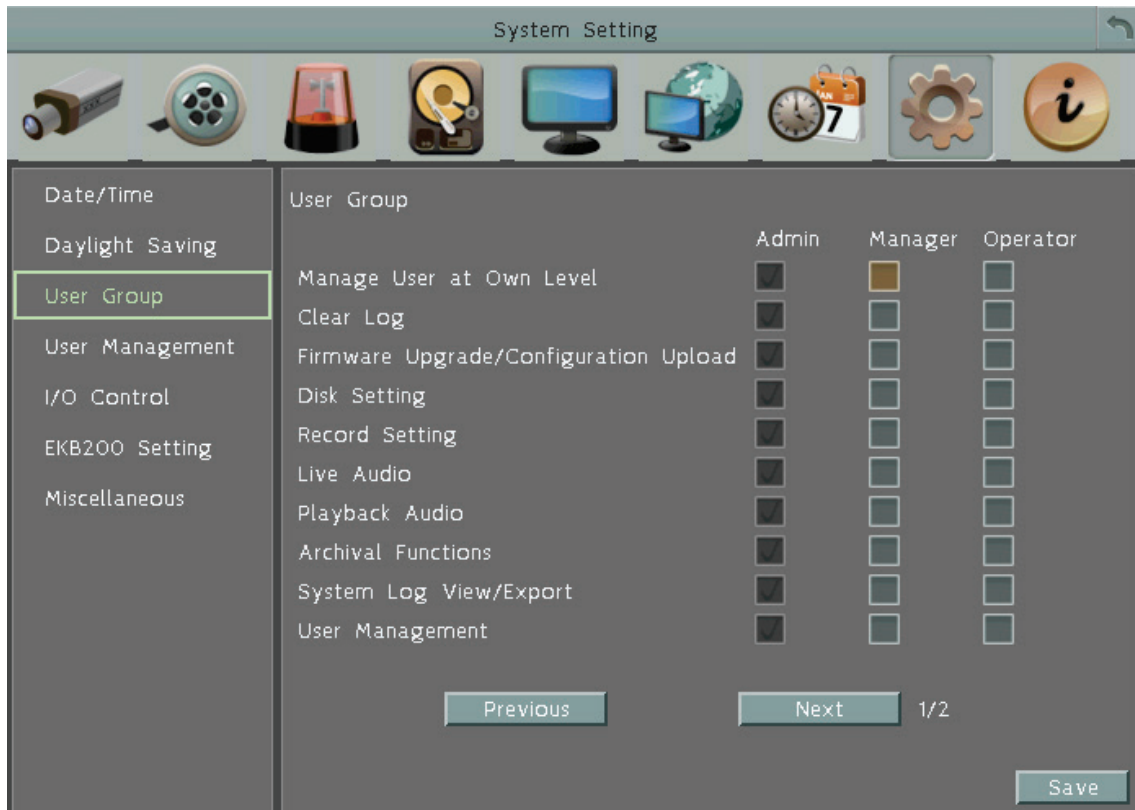 System Setting
JAN
7
i
Date/Time
Daylight Saving
User Group
User Management
I/O Control
EKB200 Setting
Miscellaneous
User Group
Admin Manager Operator
Manage User at Own Level
Clear Log
Firmware Upgrade/Configuration Upload
Disk Setting
Record Setting
Live Audio
Playback Audio
Archival Functions
System Log View/Export
User Management
Previous Next 1/2
Save